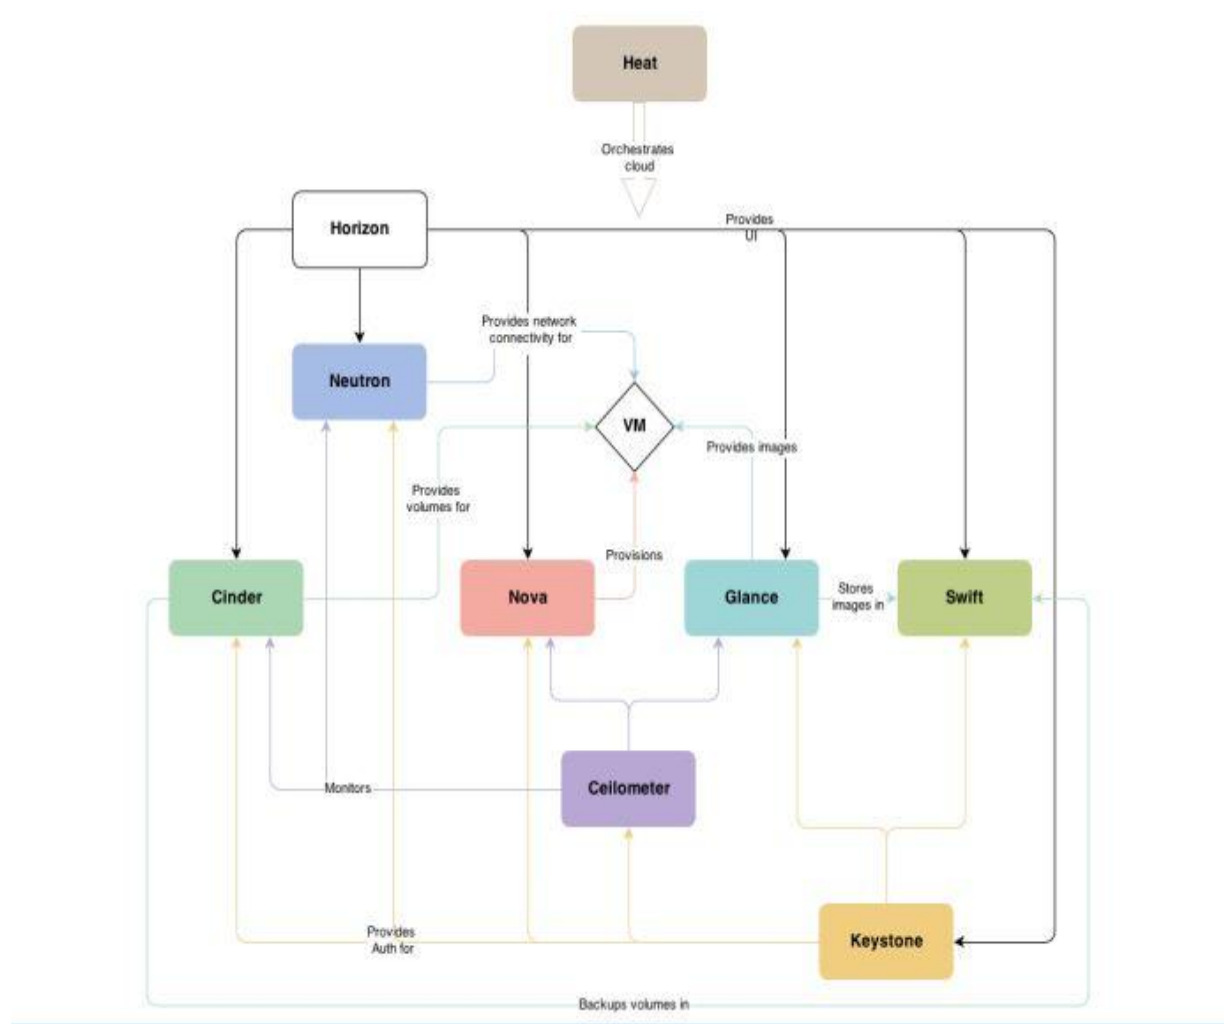 Heat
Orchestrates
cloud
Horizon
Provides
UI
Provides network
connectivity for
Neutron
VM
Provides images
Provides
volumes for
Provisions
Cinder
Nova
Glance
Stores
images in
Swift
Monitors
Ceilometer
Provides
Auth for
Keystone
Backups volumes in